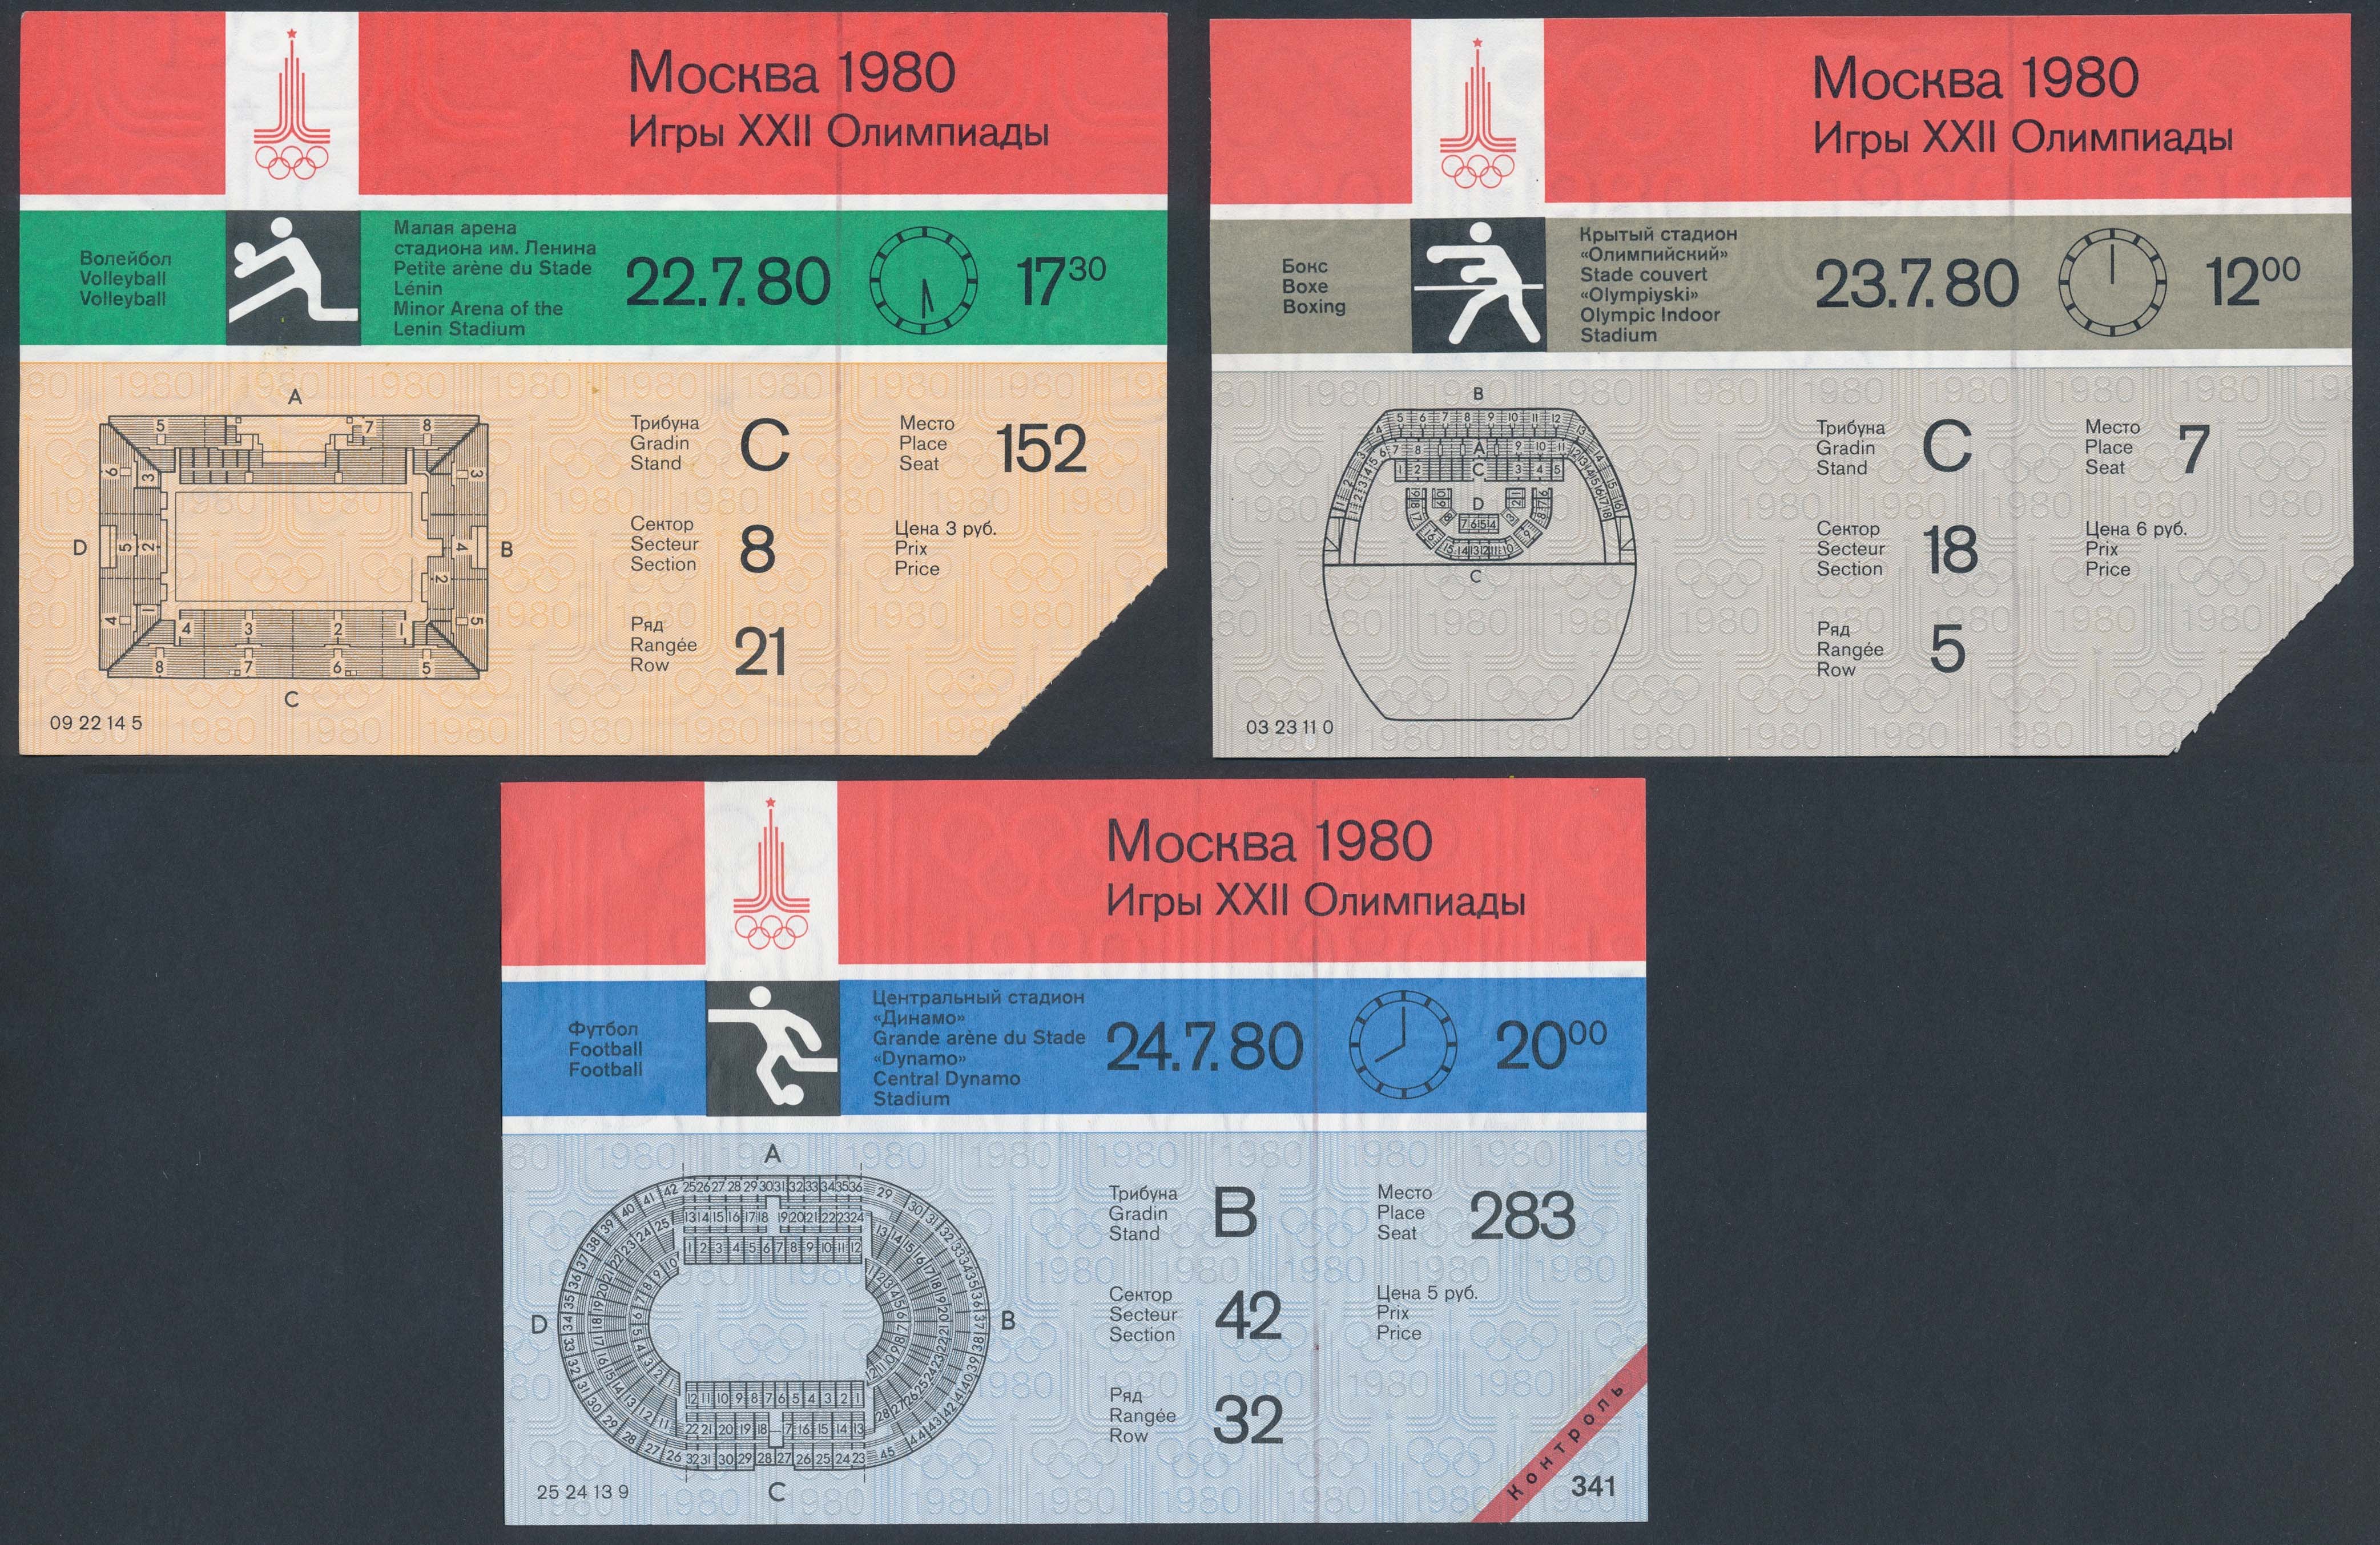 Москва 1980
Игры XXII Олимпиады
Волейбол
Volleyball
Volleyball
Малая арена
стадиона им. Ленина
Petite arène du Stade
Lénin
Minor Arena of the
Lenin Stadium
22.7.80
17³⁰
A
B
C
D
Трибуна
Gradin
Stand
C
Место
Place
Seat
152
Сектор
Secteur
Section
8
Цена 3 руб.
Prix
Price
Ряд
Rangée
Row
21
09 22 14 5
Москва 1980
Игры XXII Олимпиады
Бокс
Boxe
Boxing
Крытый стадион
«Олимпийский»
Stade couvert
«Olympiyski»
Olympic Indoor
Stadium
23.7.80
12⁰⁰
B
A
C
D
C
Трибуна
Gradin
Stand
C
Место
Place
Seat
7
Сектор
Secteur
Section
18
Цена 6 руб.
Prix
Price
Ряд
Rangée
Row
5
03 23 11 0
Москва 1980
Игры XXII Олимпиады
Футбол
Football
Football
Центральный стадион
«Динамо»
Grande arène du Stade
«Dynamo»
Central Dynamo
Stadium
24.7.80
20⁰⁰
A
B
C
D
Трибуна
Gradin
Stand
B
Место
Place
Seat
283
Сектор
Secteur
Section
42
Цена 5 руб.
Prix
Price
Ряд
Rangée
Row
32
25 24 13 9
Контроль
341